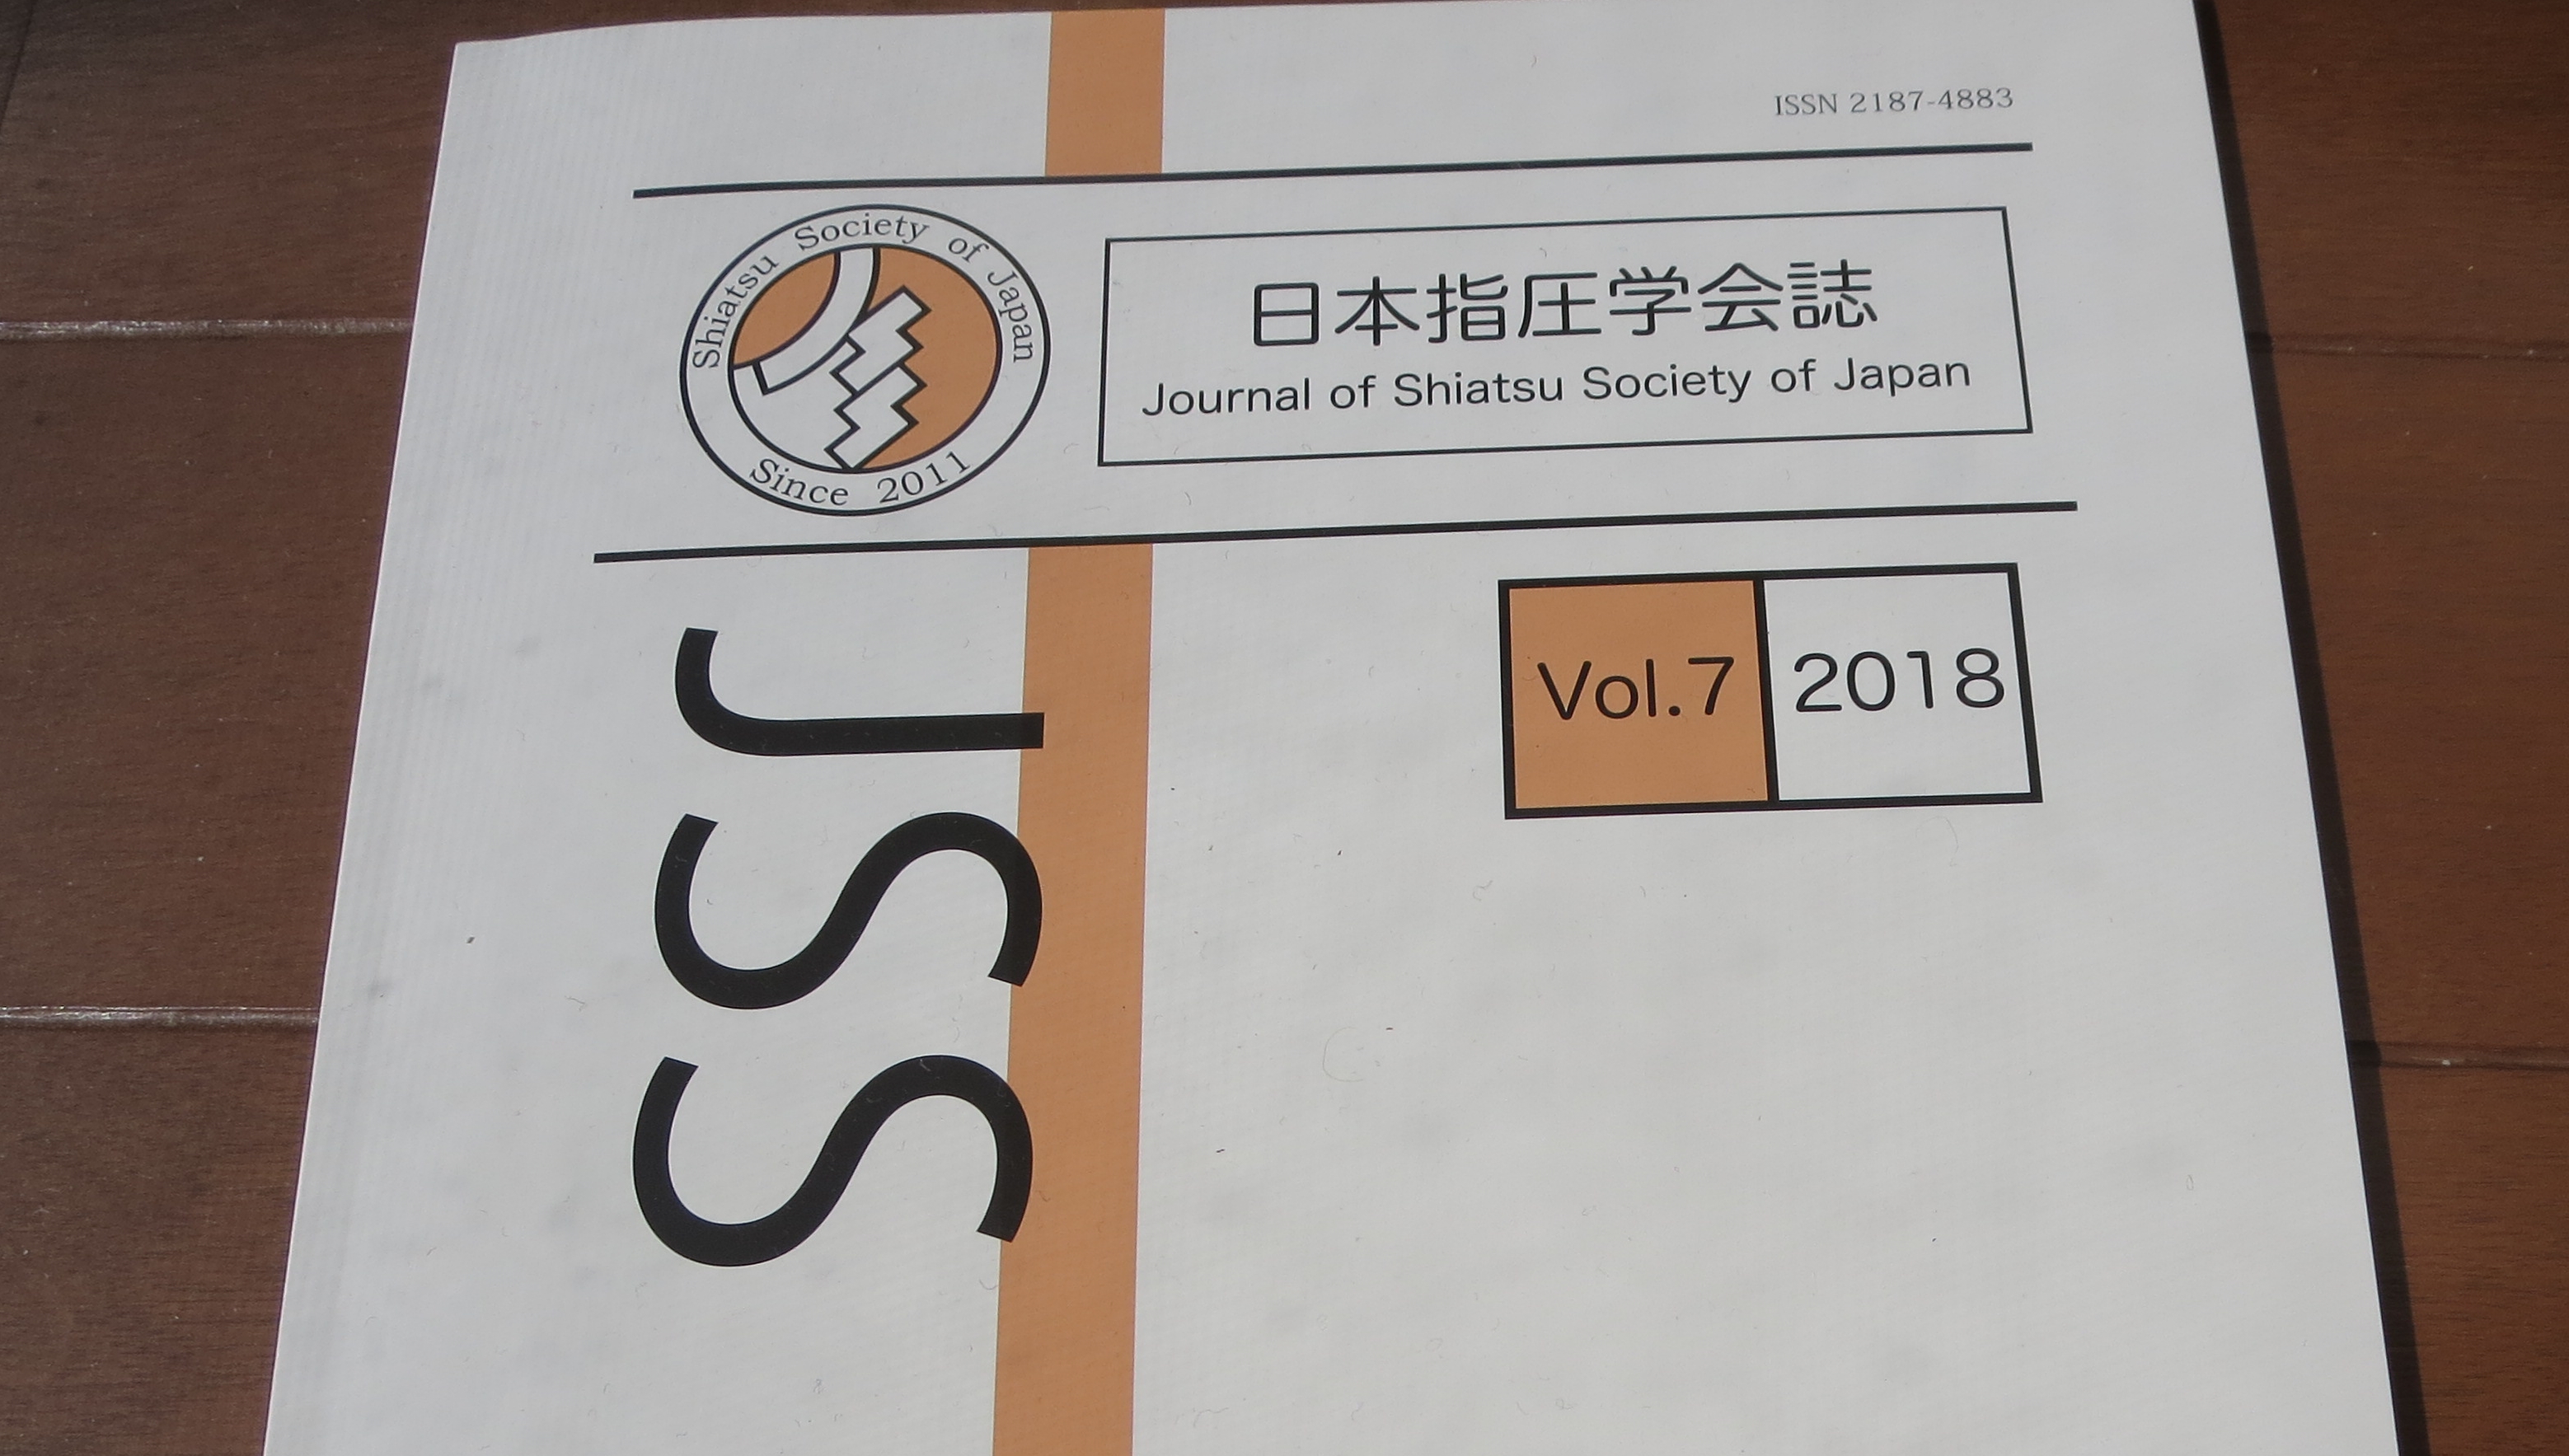 ISSN 2187-4883
Shiatsu Society of Japan
Since 2011
日本指圧学会誌
Journal of Shiatsu Society of Japan
Vol.7 2018
JSS